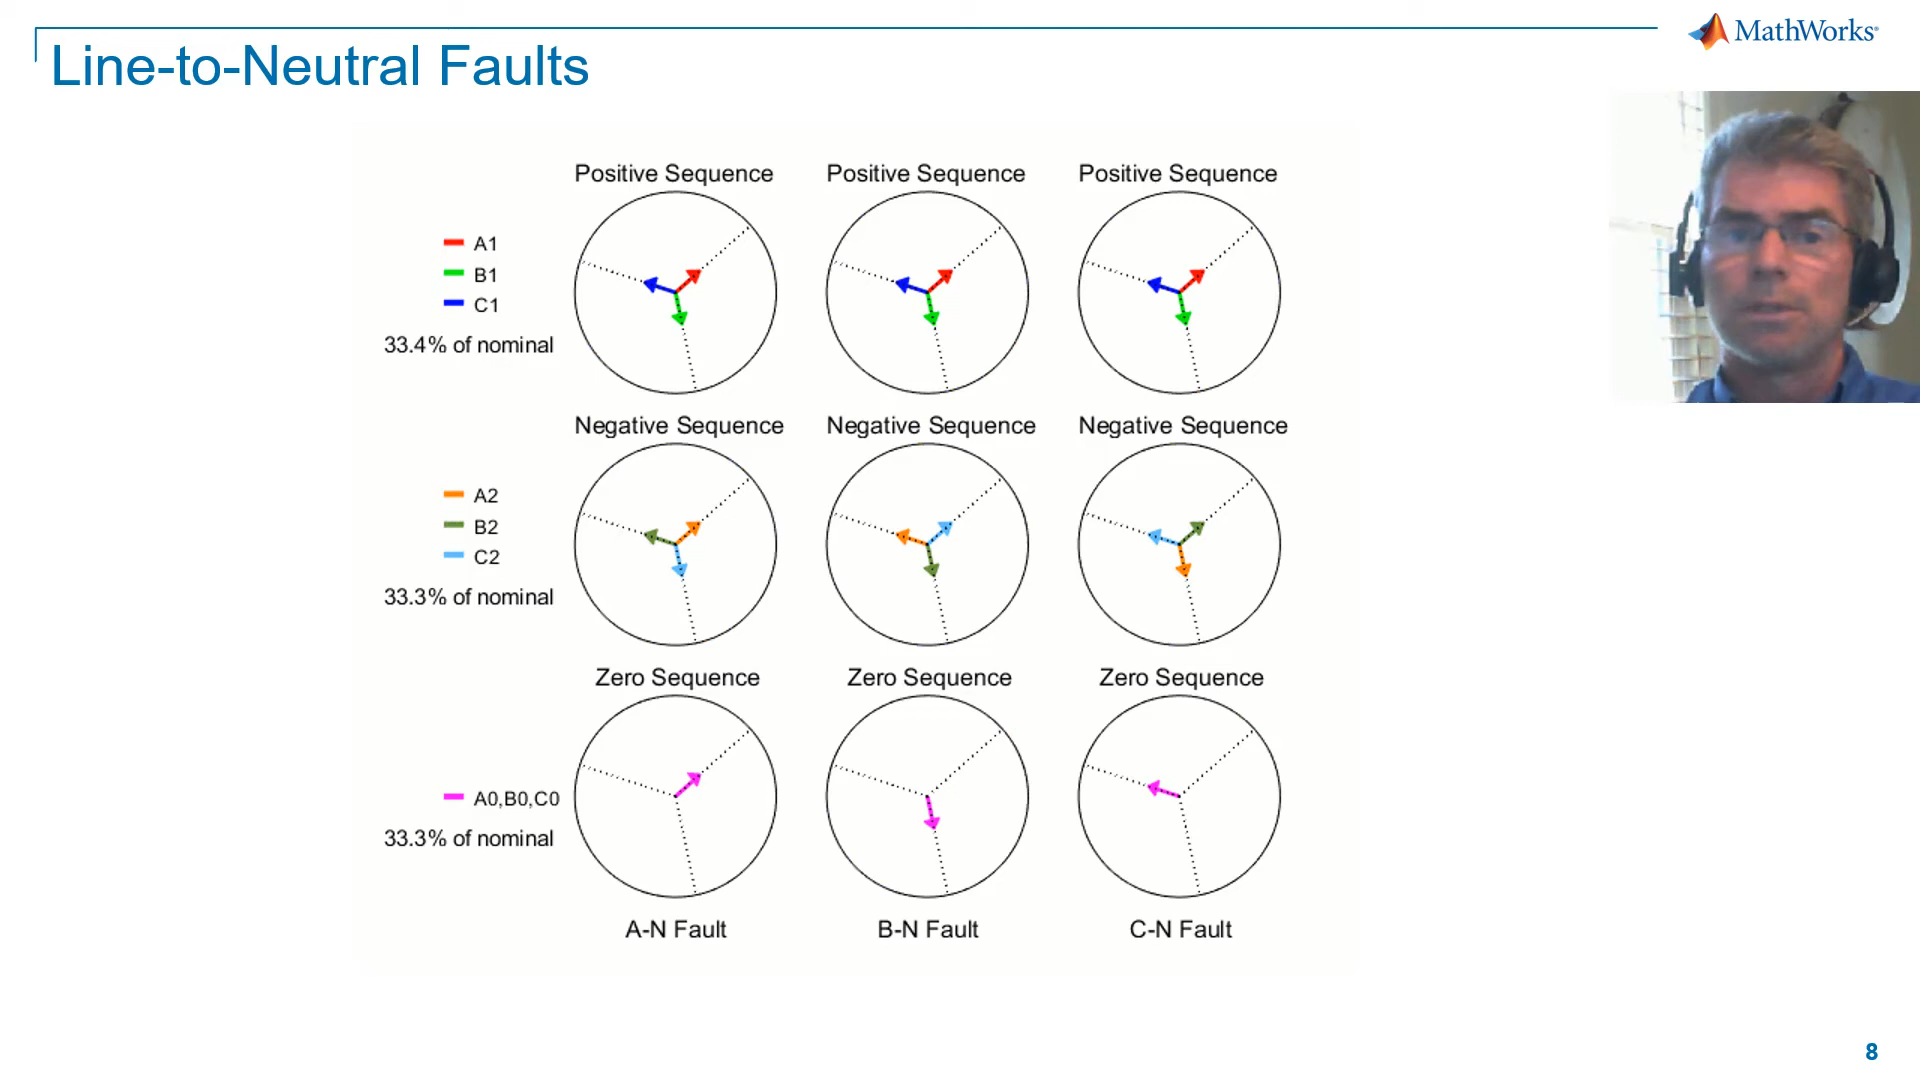 MathWorks®
Line-to-Neutral Faults
Positive Sequence Positive Sequence Positive Sequence
A1
B1
C1
33.4% of nominal
Negative Sequence Negative Sequence Negative Sequence
A2
B2
C2
33.3% of nominal
Zero Sequence Zero Sequence Zero Sequence
A0,B0,C0
33.3% of nominal
A-N Fault B-N Fault C-N Fault
8